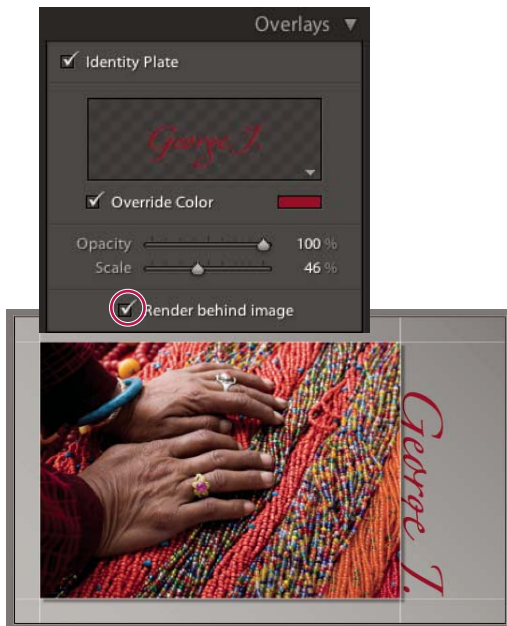 Overlays ▼
Identity Plate
George J.
Override Color
Opacity 100 %
Scale 46 %
Render behind image
George J.